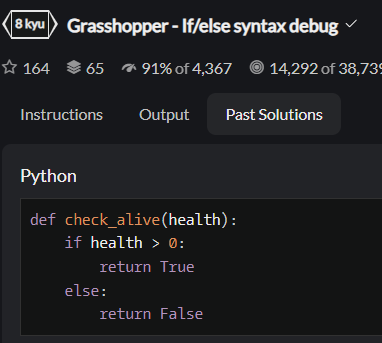 8 kyu Grasshopper - If/else syntax debug
164 65 91% of 4,367 14,292 of 38,739
Instructions Output Past Solutions
Python
def check_alive(health):
    if health > 0:
        return True
    else:
        return False